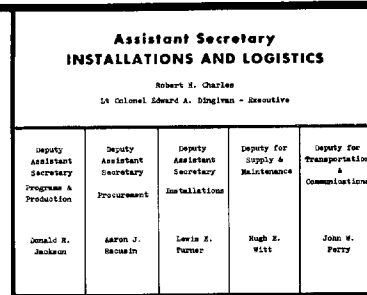 Assistant Secretary
INSTALLATIONS AND LOGISTICS
Robert H. Charles
Lt Colonel Edward A. Dingivan - Executive
Deputy
Assistant
Secretary
Programs &
Production
Donald R.
Jackson
Deputy
Assistant
Secretary
Procurement
Aaron J.
Racusin
Deputy
Assistant
Secretary
Installations
Lewis E.
Turner
Deputy for
Supply &
Maintenance
Hugh E.
Witt
Deputy for
Transportation
&
Communications
John W.
Perry